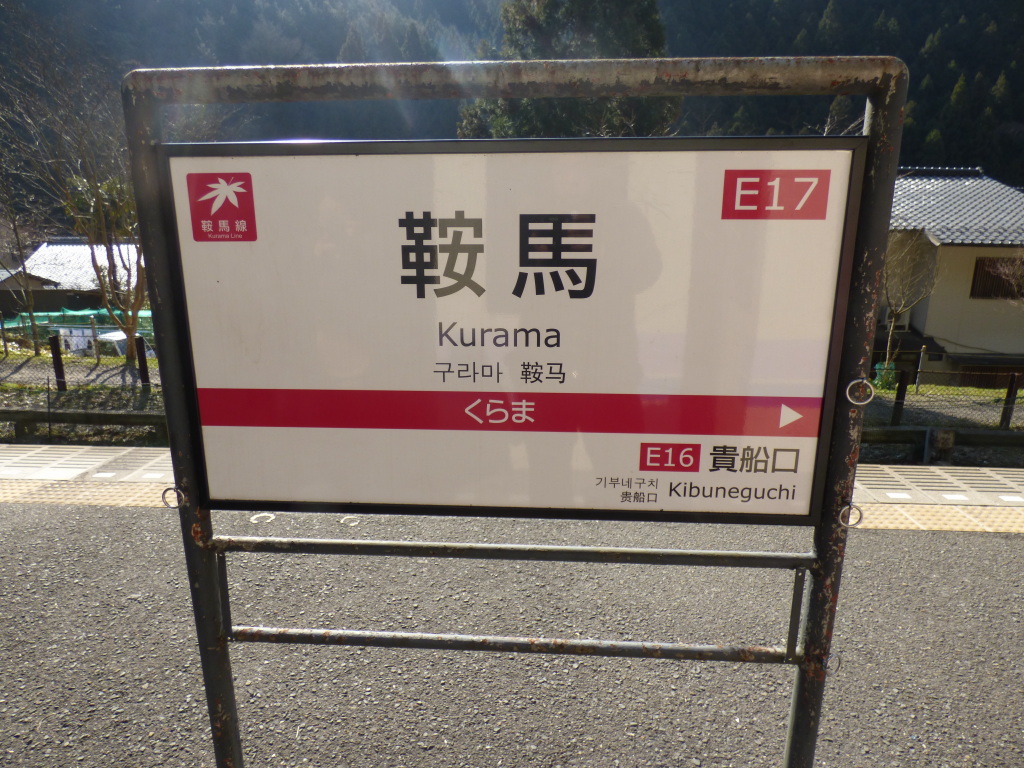 鞍馬線
Kurama Line
E17
鞍馬
Kurama
구라마 鞍马
くらま
E16 貴船口
기부네구치
贵船口
Kibuneguchi